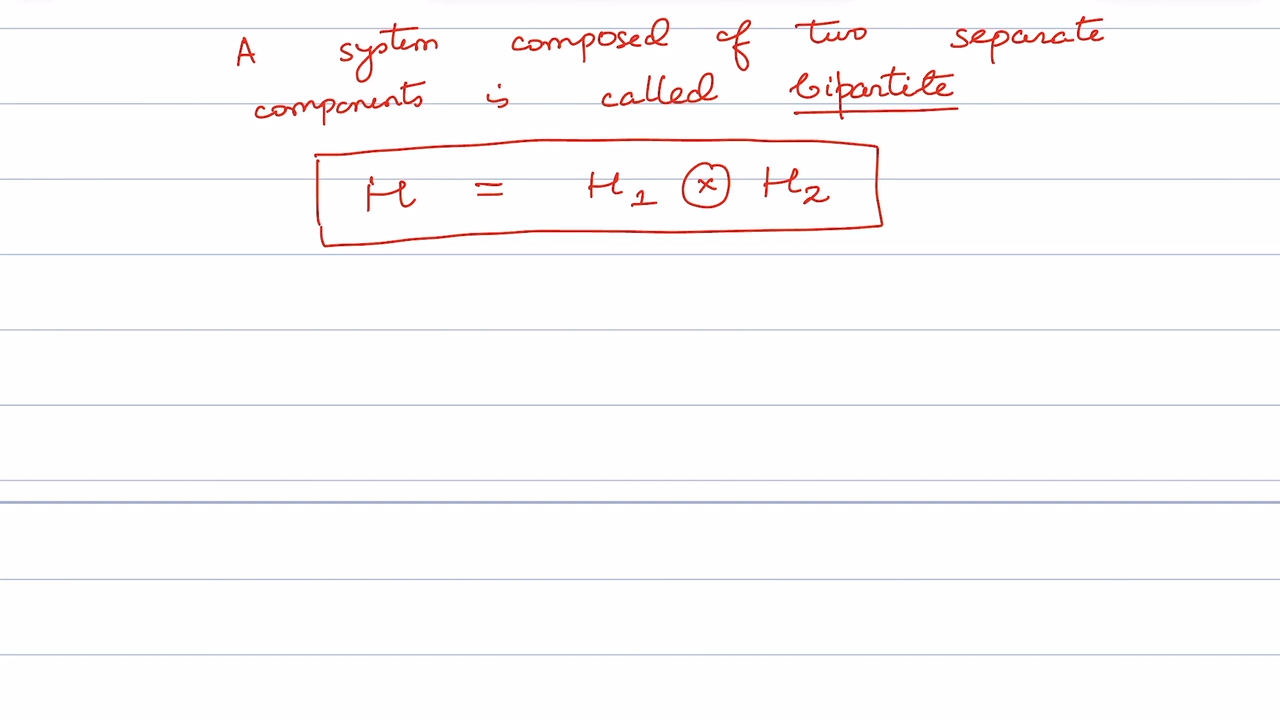 A system composed of two separate
components is called bipartite
H = H₁ ⊗ H₂